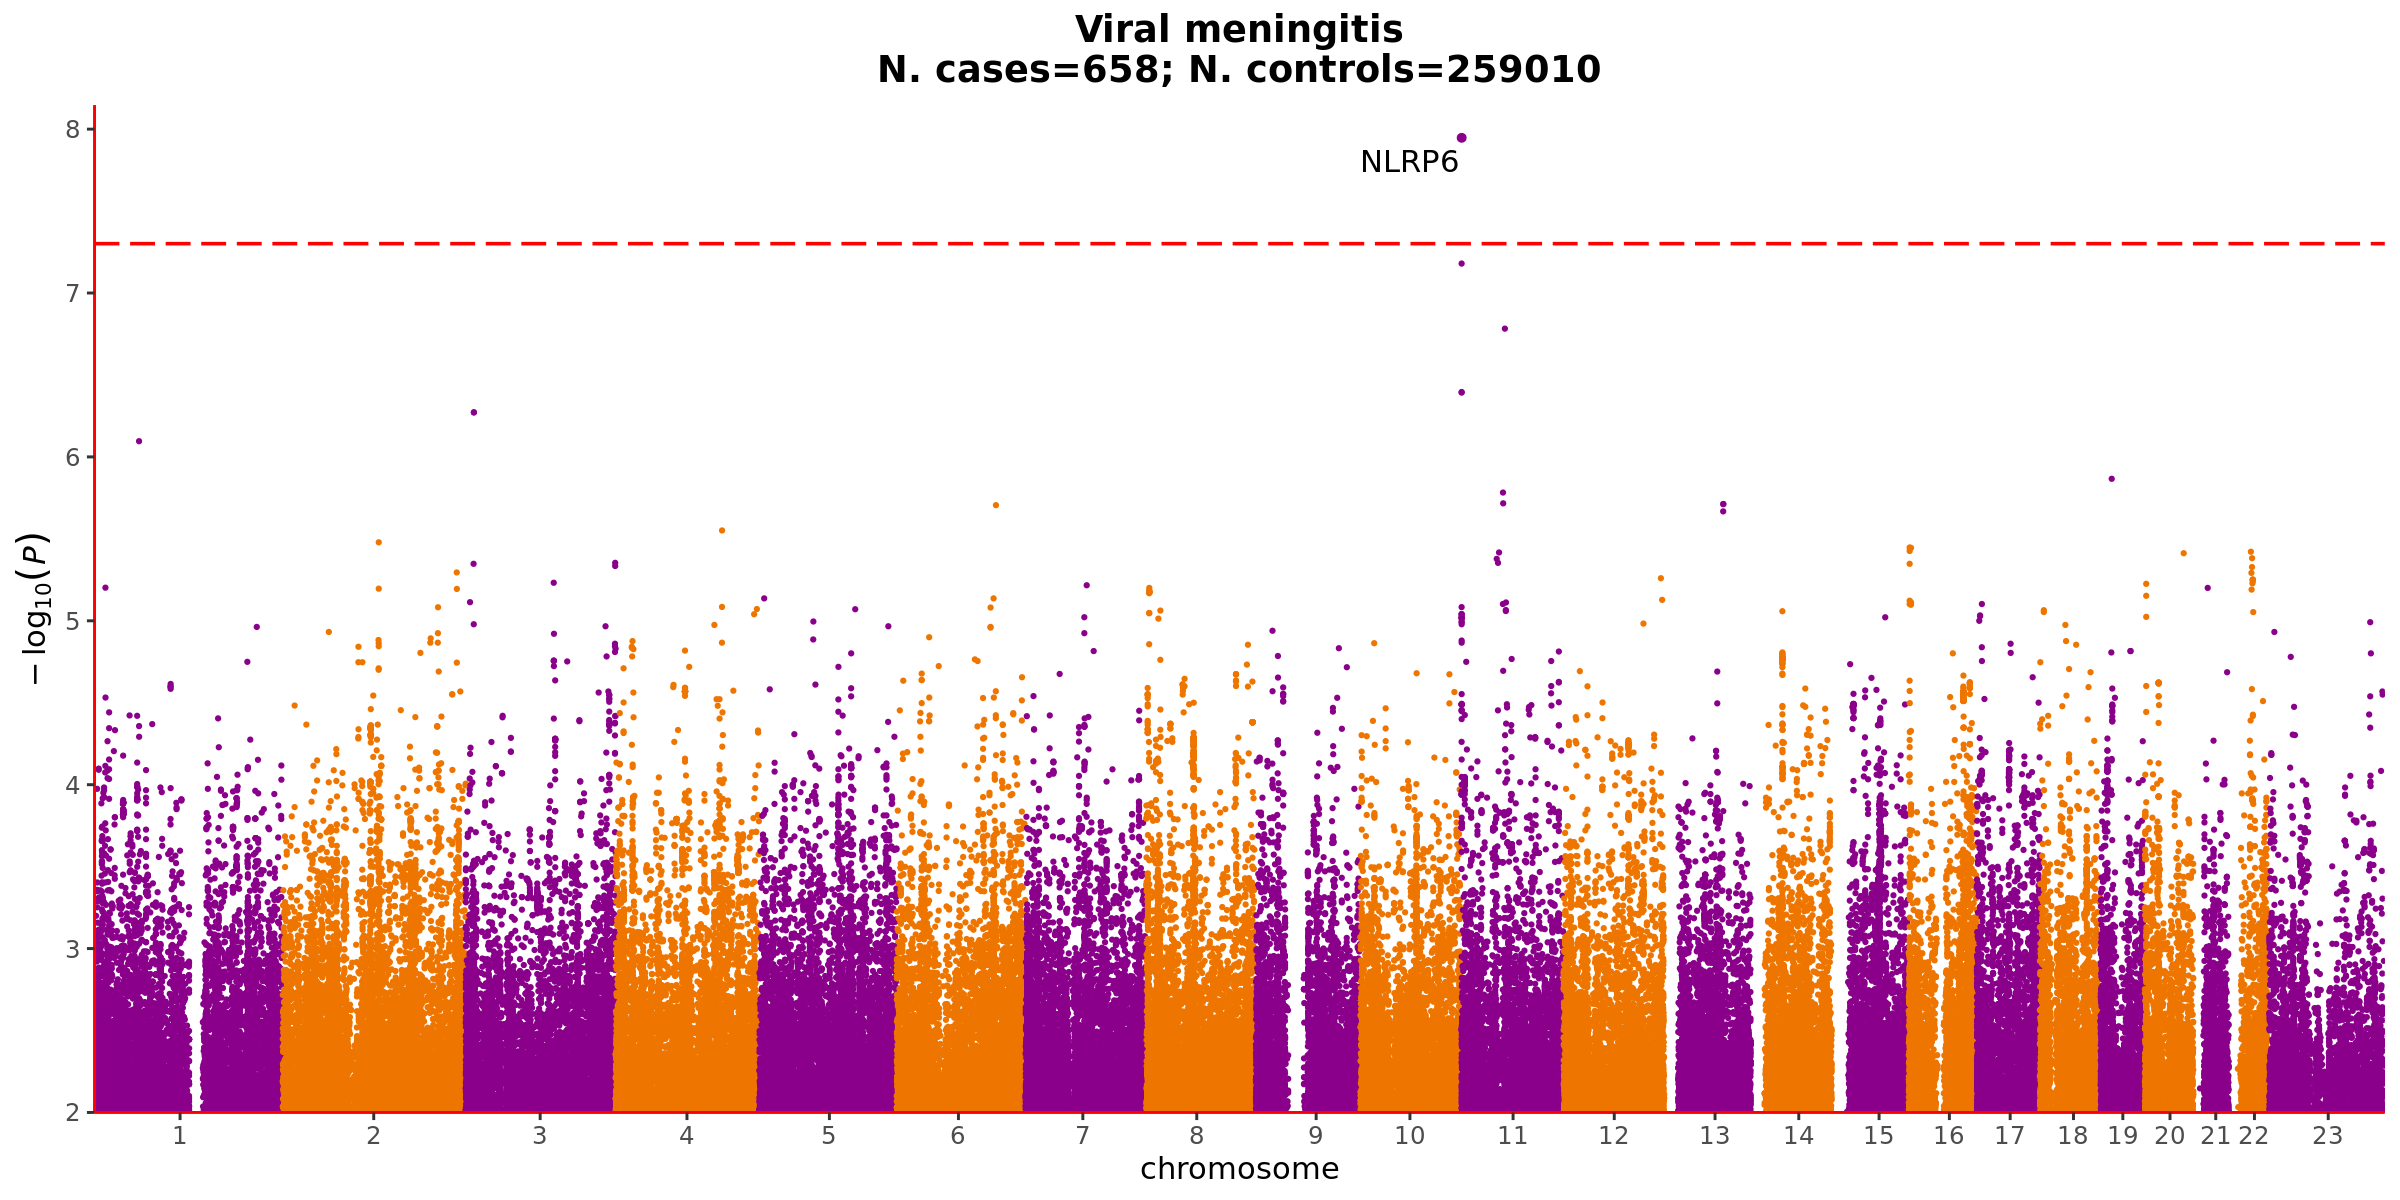 Viral meningitis
N. cases=658; N. controls=259010
8
NLRP6
7
6
− log10(P)
5
4
3
2
1 2 3 4 5 6 7 8 9 10 11 12 13 14 15 16 17 18 19 20 21 22 23
chromosome